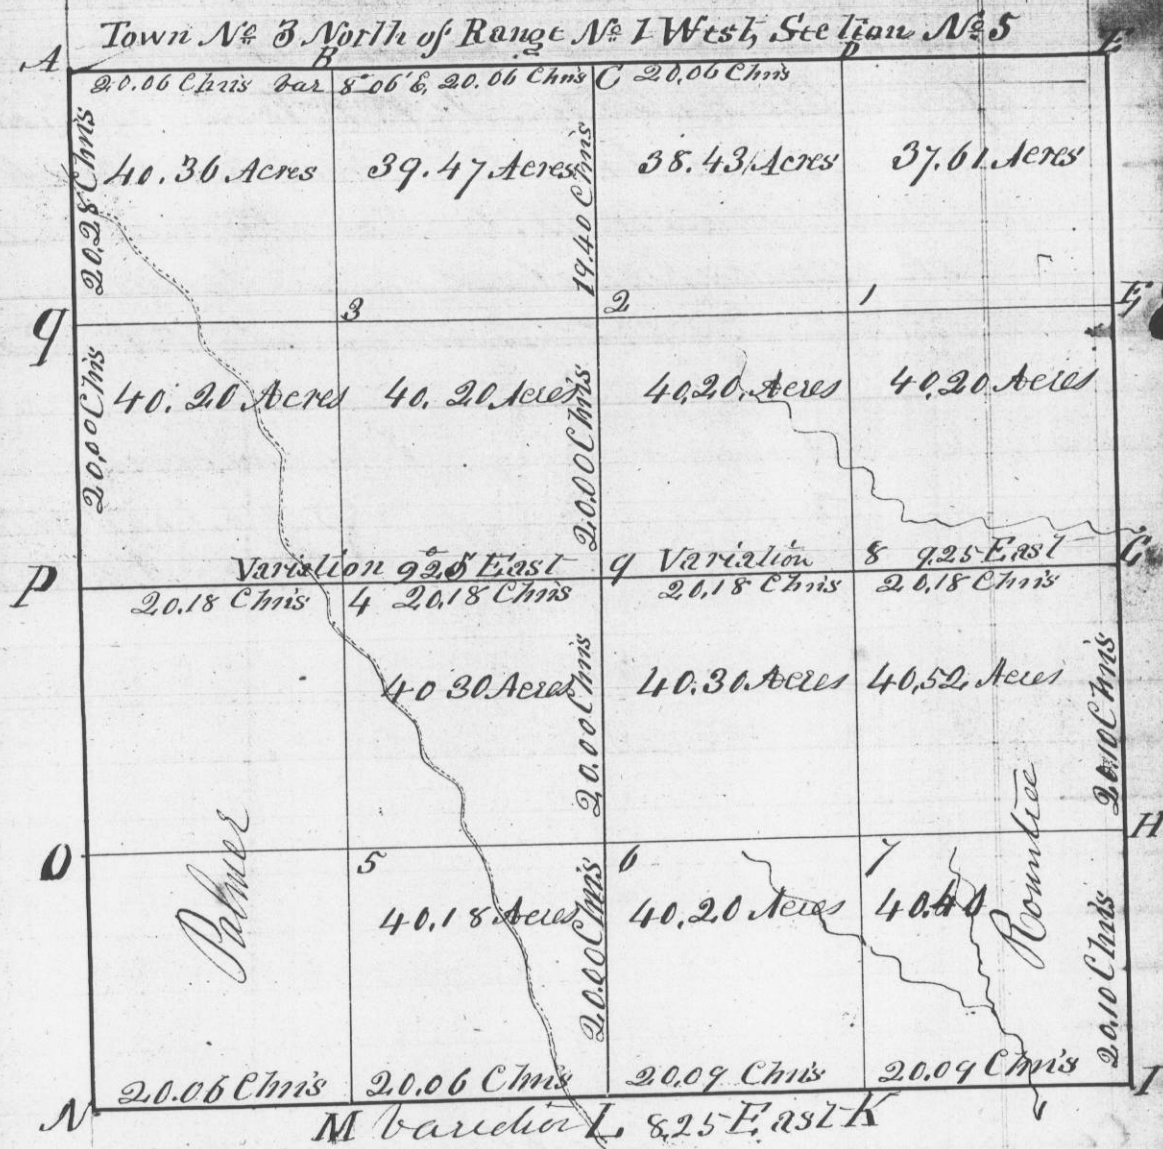 Town No 3 North of Range No 1 West, Section No 5
A B C D E
20.06 Chns var 8°06' E, 20.06 Chns 20.06 Chns
20.28 Chns
19.40 Chns
40.36 Acres 39.47 Acres 38.43 Acres 37.61 Acres
q 3 2 1
20.00 Chns
20.00 Chns
40.20 Acres 40.20 Acres 40.20 Acres 40.20 Acres
P Variation 9°25 East 9 Variation 8 9.25 East G
20.18 Chns 4 20.18 Chns 20.18 Chns 20.18 Chns
20.00 Chns
20.10 Chns
40 30 Acres 40.30 Acres 40.52 Acres
O 5 6 7 H
Palmer
Rountree
20.00 Chns
20.10 Chns
40.18 Acres 40.20 Acres 40.40
20.06 Chns 20.06 Chns 20.09 Chns 20.09 Chns
N M variation L 8.25 East K I